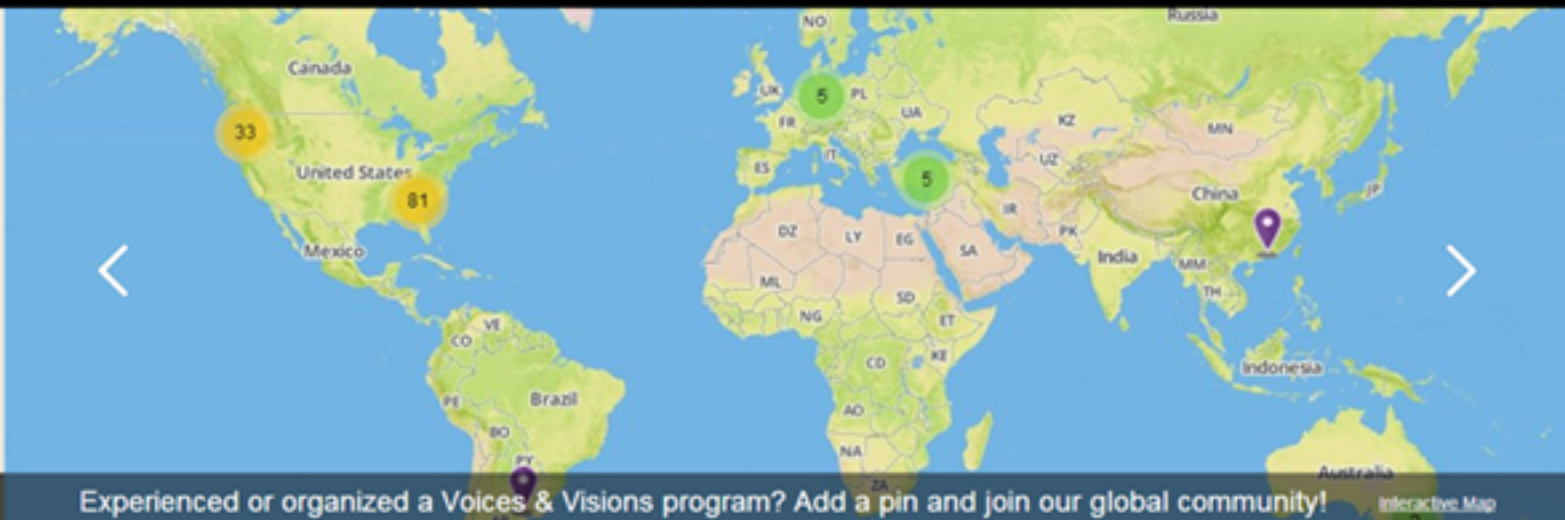 NO
Russia
Canada
UK
5
PL
UA
FR
KZ
MN
33
IT
UZ
ES
United States
5
China
JP
81
IR
PK
DZ
LY
EG
SA
Mexico
India
MM
ML
SD
TH
NG
ET
VE
CO
CD
KE
Indonesia
PE
Brazil
AO
BO
NA
PY
Australia
ZA
Experienced or organized a Voices & Visions program? Add a pin and join our global community!
Interactive Map